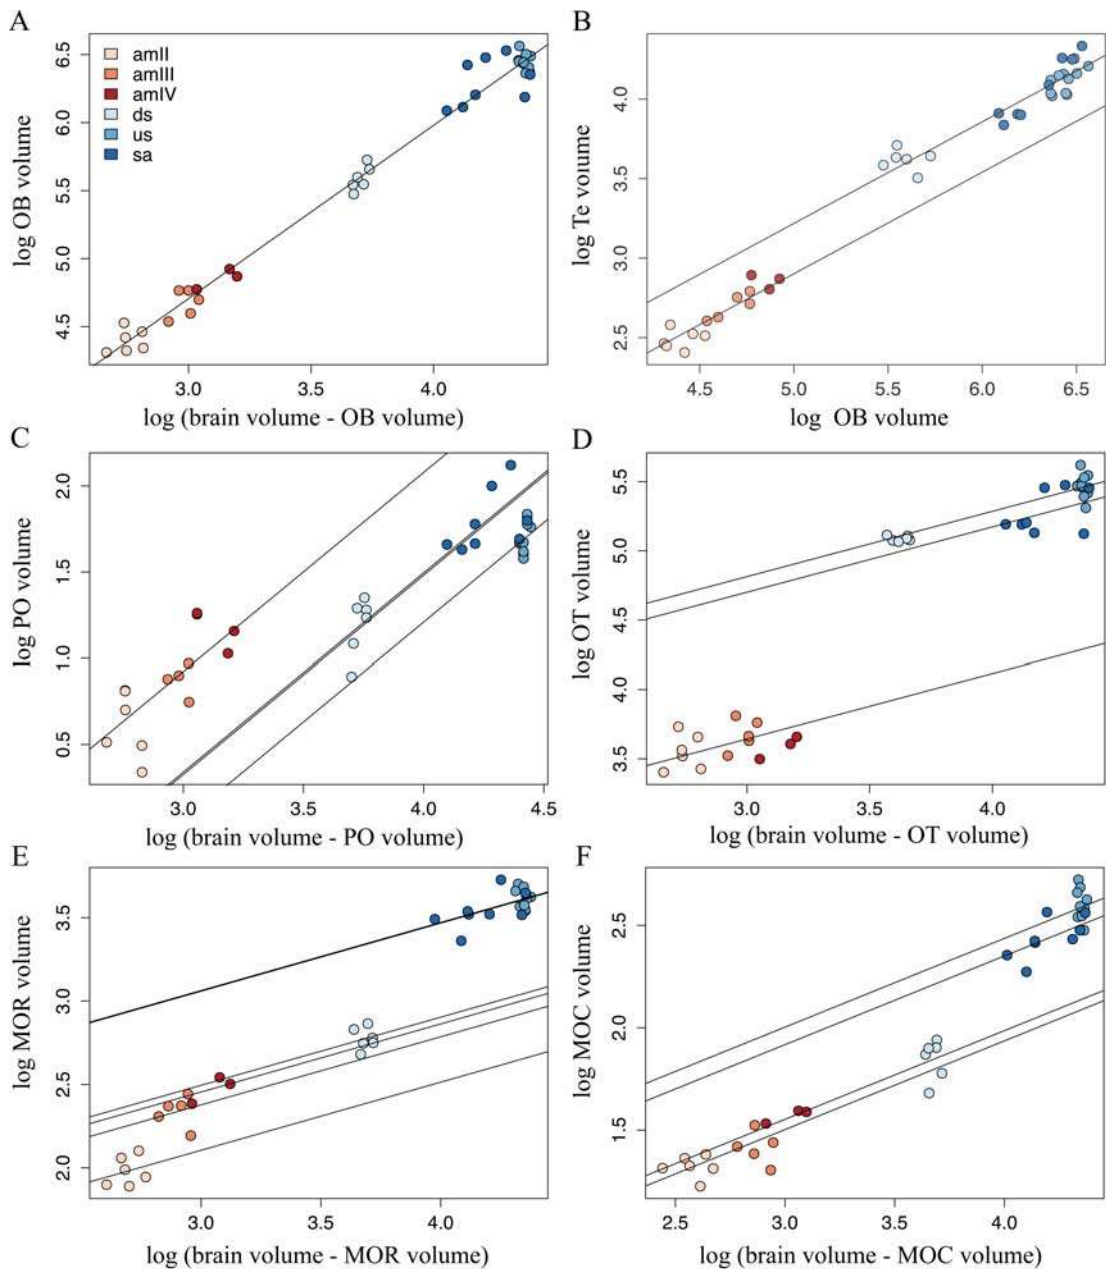 A
log OB volume
6.5
6.0
5.5
5.0
4.5
amII
amIII
amIV
ds
us
sa
3.0 3.5 4.0
log (brain volume - OB volume)
B
log Te volume
4.0
3.5
3.0
2.5
4.5 5.0 5.5 6.0 6.5
log OB volume
C
log PO volume
2.0
1.5
1.0
0.5
3.0 3.5 4.0 4.5
log (brain volume - PO volume)
D
log OT volume
5.5
5.0
4.5
4.0
3.5
3.0 3.5 4.0
log (brain volume - OT volume)
E
log MOR volume
3.5
3.0
2.5
2.0
3.0 3.5 4.0
log (brain volume - MOR volume)
F
log MOC volume
2.5
2.0
1.5
2.5 3.0 3.5 4.0
log (brain volume - MOC volume)